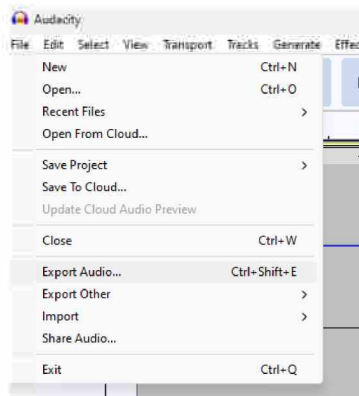 Audacity
File Edit Select View Transport Tracks Generate Effec
New Ctrl+N
Open... Ctrl+O
Recent Files
Open From Cloud...
Save Project
Save To Cloud...
Update Cloud Audio Preview
Close Ctrl+W
Export Audio... Ctrl+Shift+E
Export Other
Import
Share Audio...
Exit Ctrl+Q